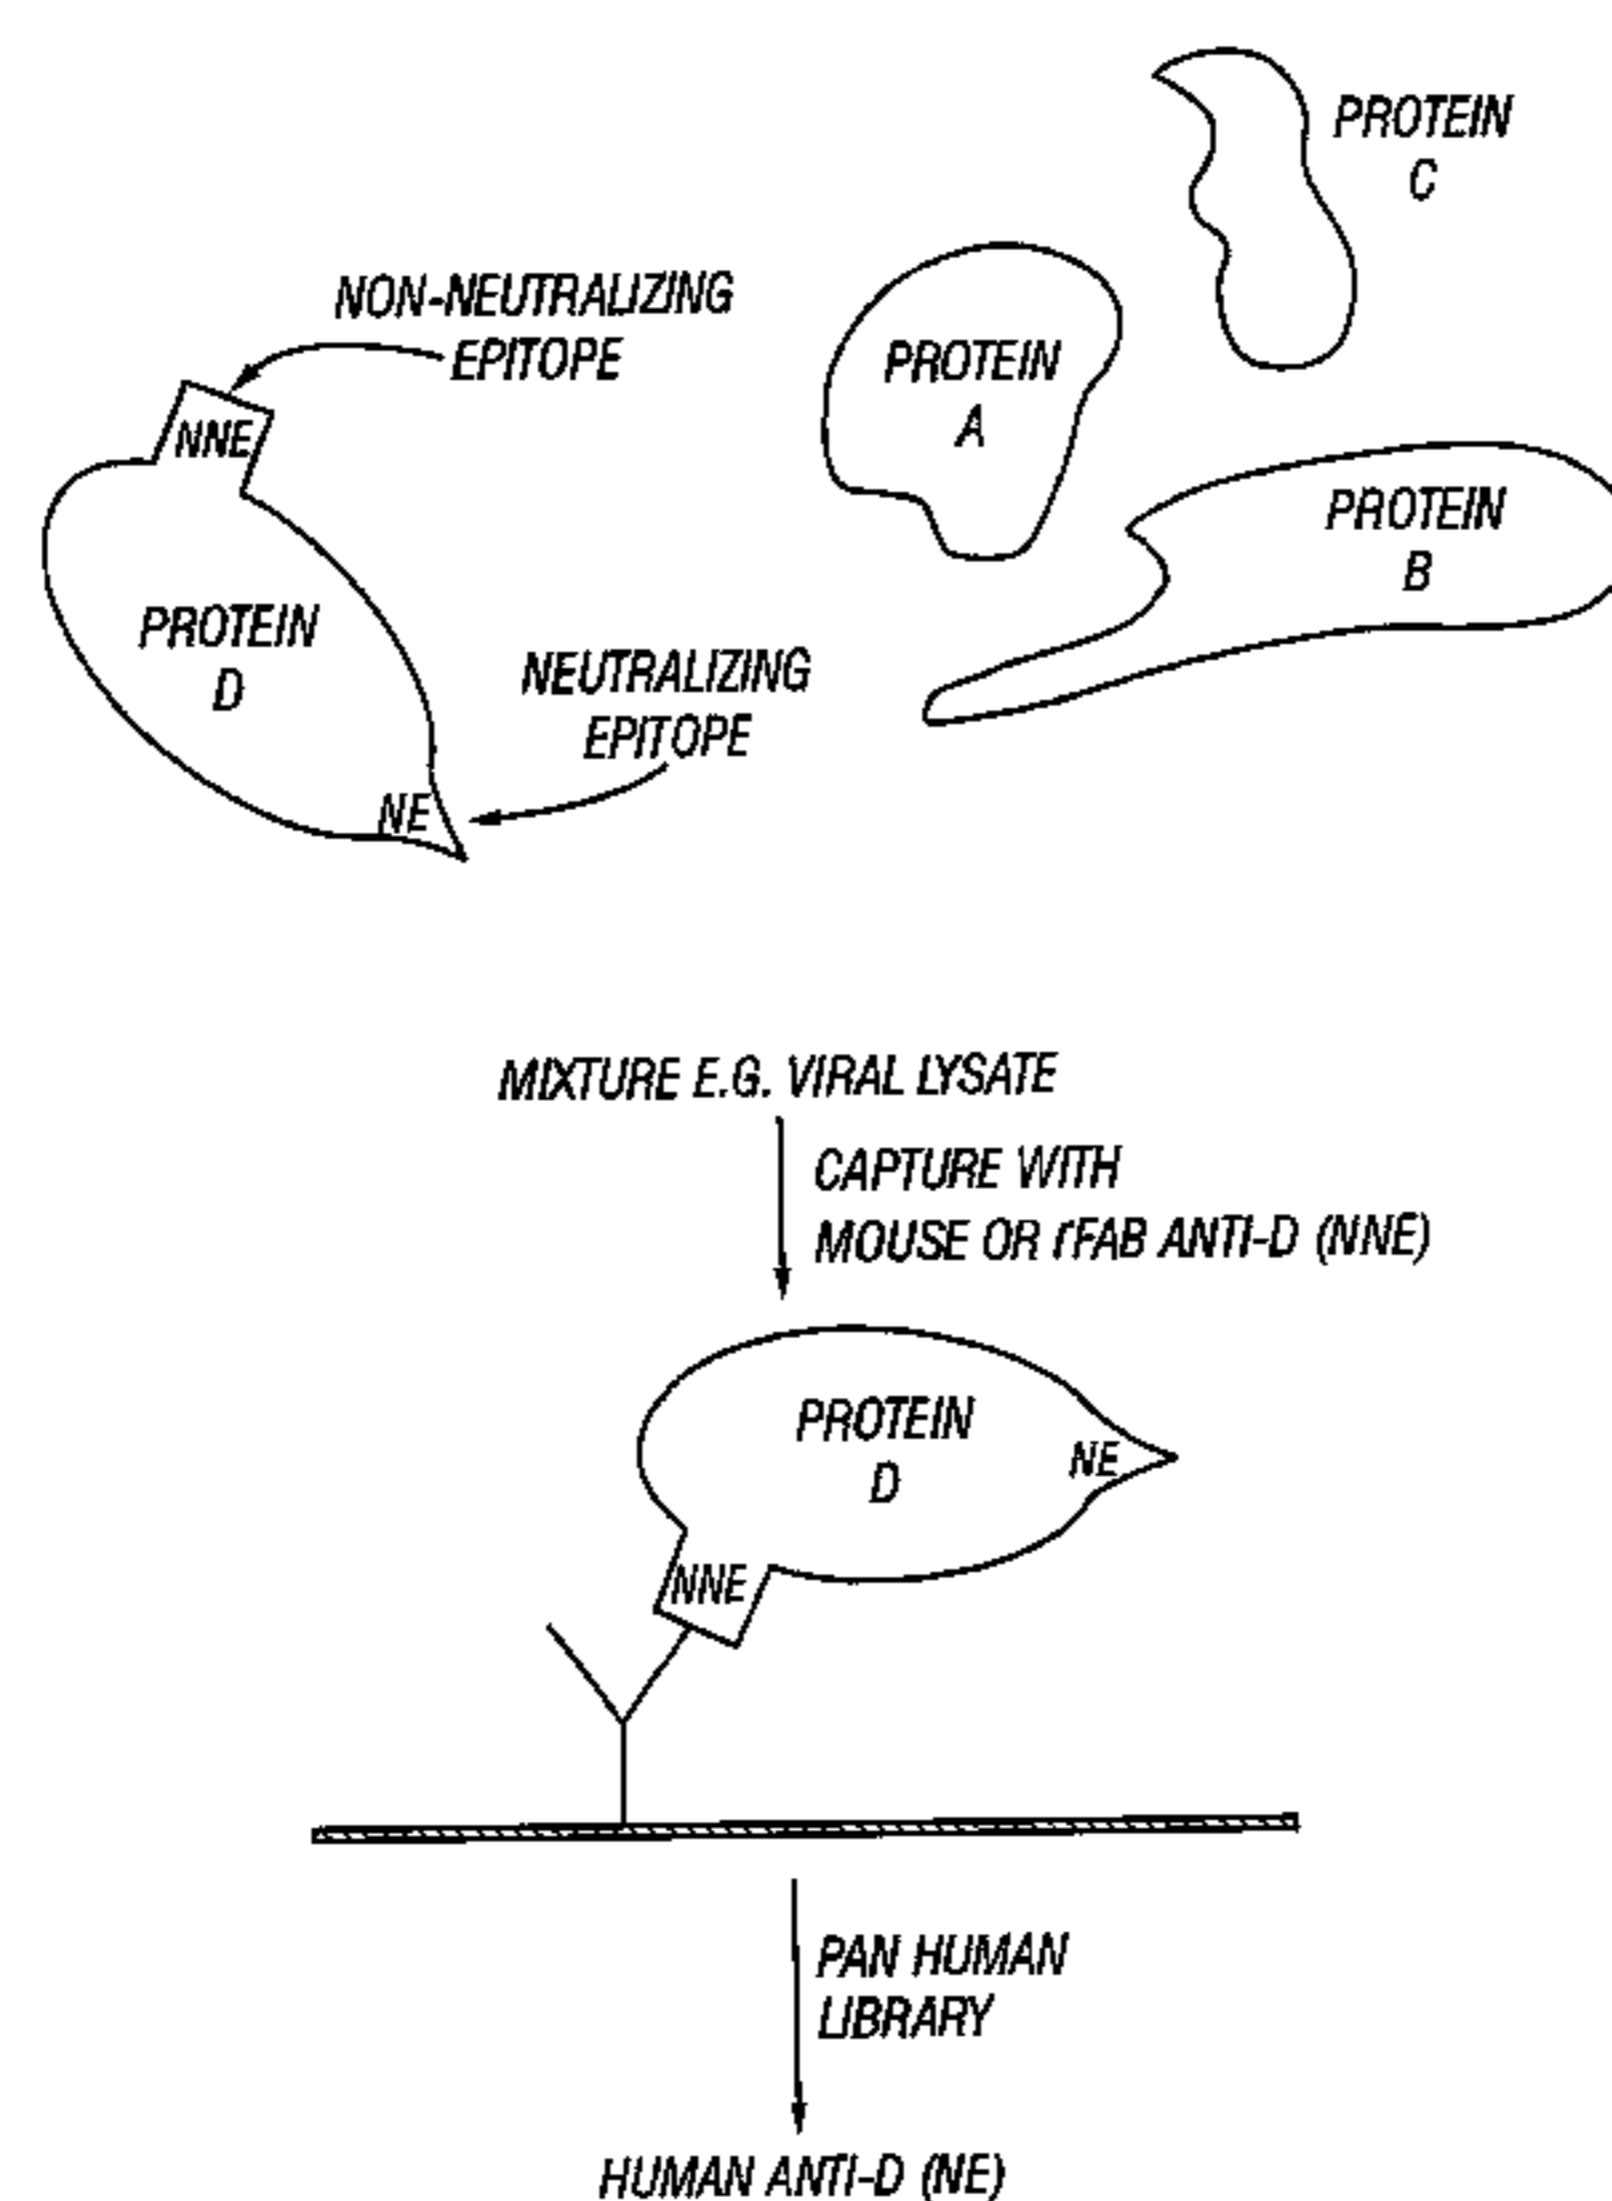 PROTEIN
C
NON-NEUTRALIZING
EPITOPE
PROTEIN
A
NNE
PROTEIN
B
PROTEIN
D
NEUTRALIZING
EPITOPE
NE
MIXTURE E.G. VIRAL LYSATE
CAPTURE WITH
MOUSE OR rFAB ANTI-D (NNE)
PROTEIN
D
NE
NNE
PAN HUMAN
LIBRARY
HUMAN ANTI-D (NE)